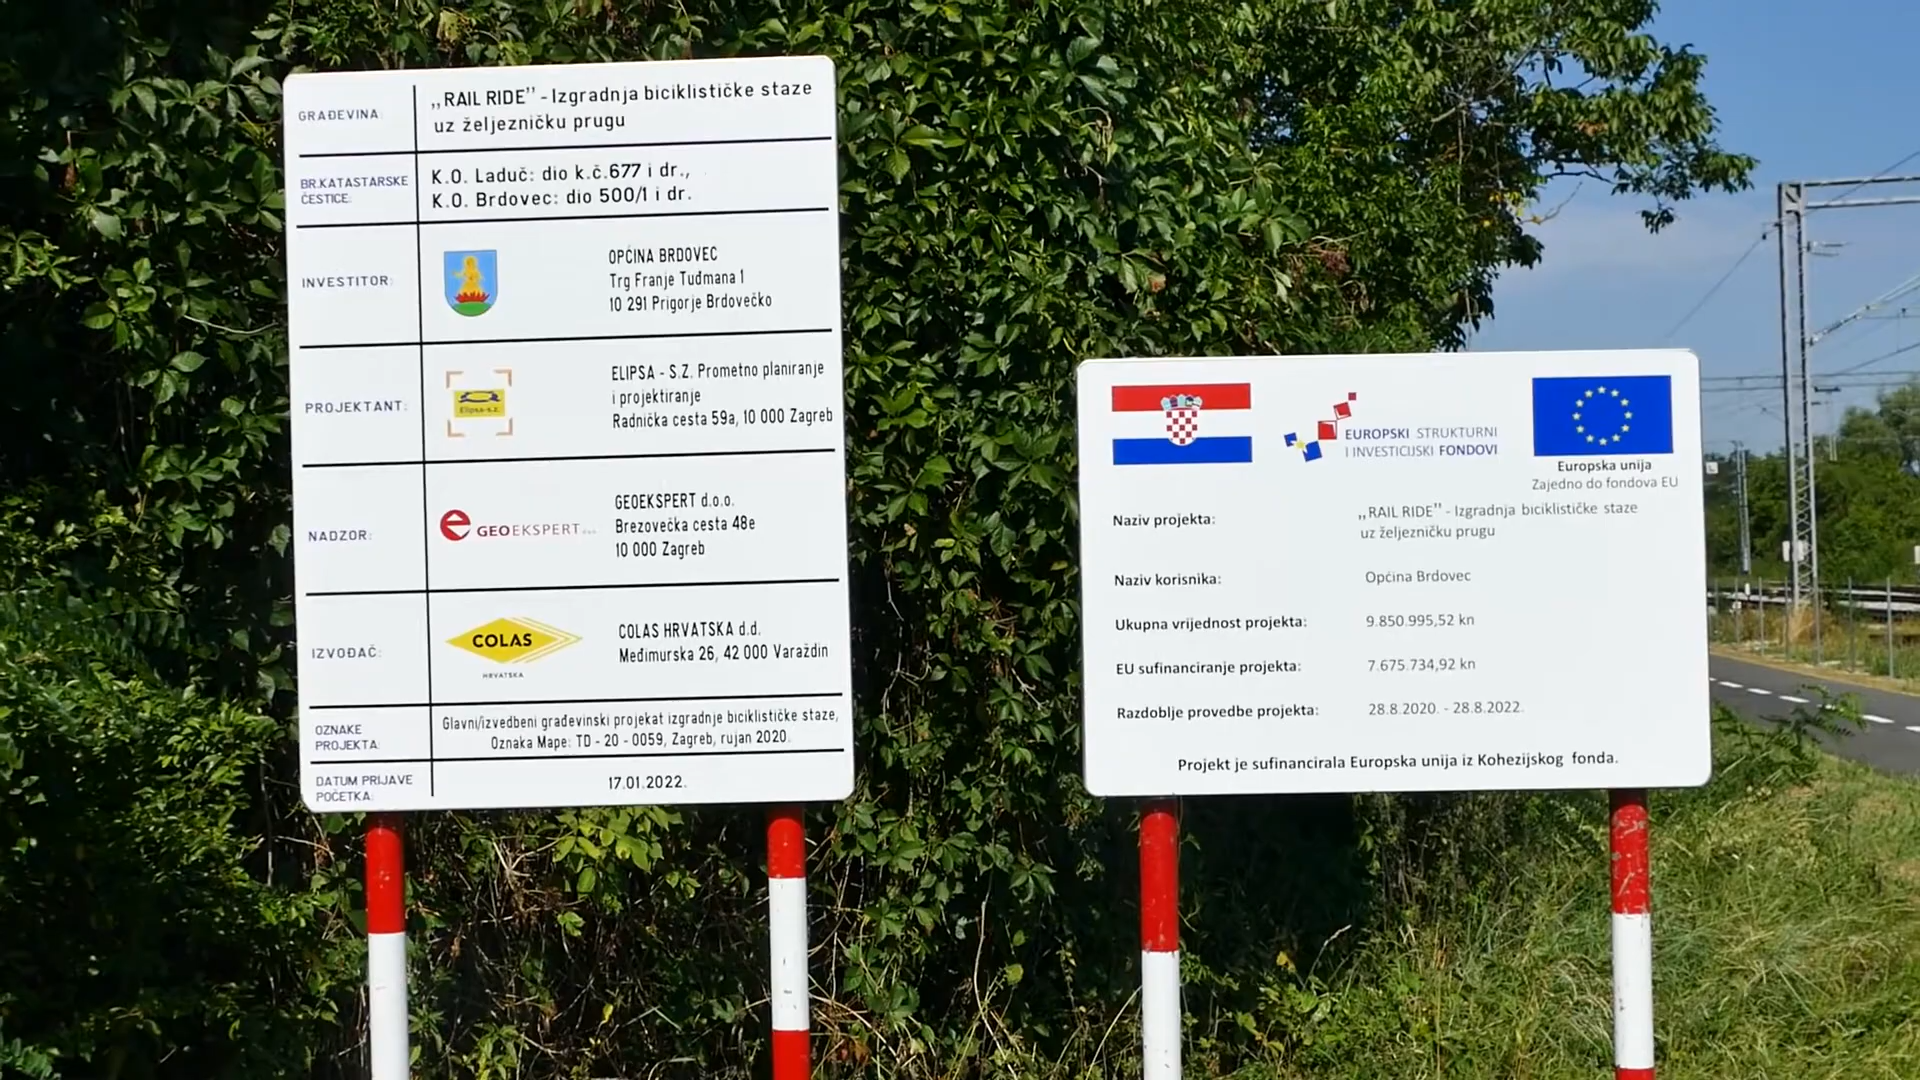 GRAĐEVINA:
„RAIL RIDE” - Izgradnja biciklističke staze
uz željezničku prugu
BR.KATASTARSKE
ČESTICE:
K.O. Laduč: dio k.č.677 i dr.,
K.O. Brdovec: dio 500/1 i dr.
INVESTITOR:
OPĆINA BRDOVEC
Trg Franje Tuđmana 1
10 291 Prigorje Brdovečko
PROJEKTANT:
Elipsa-s.z.
ELIPSA - S.Z. Prometno planiranje
i projektiranje
Radnička cesta 59a, 10 000 Zagreb
NADZOR:
GEOEKSPERT
GEOEKSPERT d.o.o.
Brezovečka cesta 48e
10 000 Zagreb
IZVOĐAČ:
COLAS
HRVATSKA
COLAS HRVATSKA d.d.
Međimurska 26, 42 000 Varaždin
OZNAKE
PROJEKTA:
Glavni/izvedbeni građevinski projekat izgradnje biciklističke staze,
Oznaka Mape: TD - 20 - 0059, Zagreb, rujan 2020.
DATUM PRIJAVE
POČETKA:
17.01.2022.
EUROPSKI STRUKTURNI
I INVESTICIJSKI FONDOVI
Europska unija
Zajedno do fondova EU
Naziv projekta:
„RAIL RIDE” - Izgradnja biciklističke staze
uz željezničku prugu
Naziv korisnika:
Općina Brdovec
Ukupna vrijednost projekta:
9.850.995,52 kn
EU sufinanciranje projekta:
7.675.734,92 kn
Razdoblje provedbe projekta:
28.8.2020. - 28.8.2022.
Projekt je sufinancirala Europska unija iz Kohezijskog fonda.